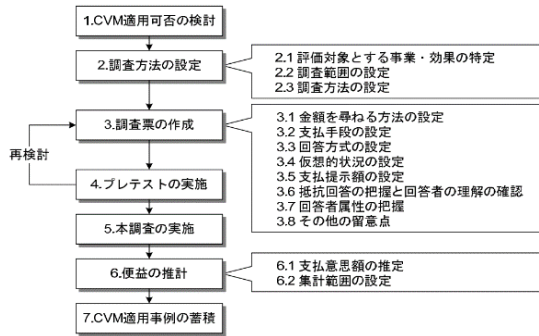 1.CVM適用可否の検討
2.調査方法の設定
2.1 評価対象とする事業・効果の特定
2.2 調査範囲の設定
2.3 調査方法の設定
3.調査票の作成
3.1 金額を尋ねる方法の設定
3.2 支払手段の設定
3.3 回答方式の設定
3.4 仮想的状況の設定
3.5 支払提示額の設定
3.6 抵抗回答の把握と回答者の理解の確認
3.7 回答者属性の把握
3.8 その他の留意点
再検討
4.プレテストの実施
5.本調査の実施
6.便益の推計
6.1 支払意思額の推定
6.2 集計範囲の設定
7.CVM適用事例の蓄積